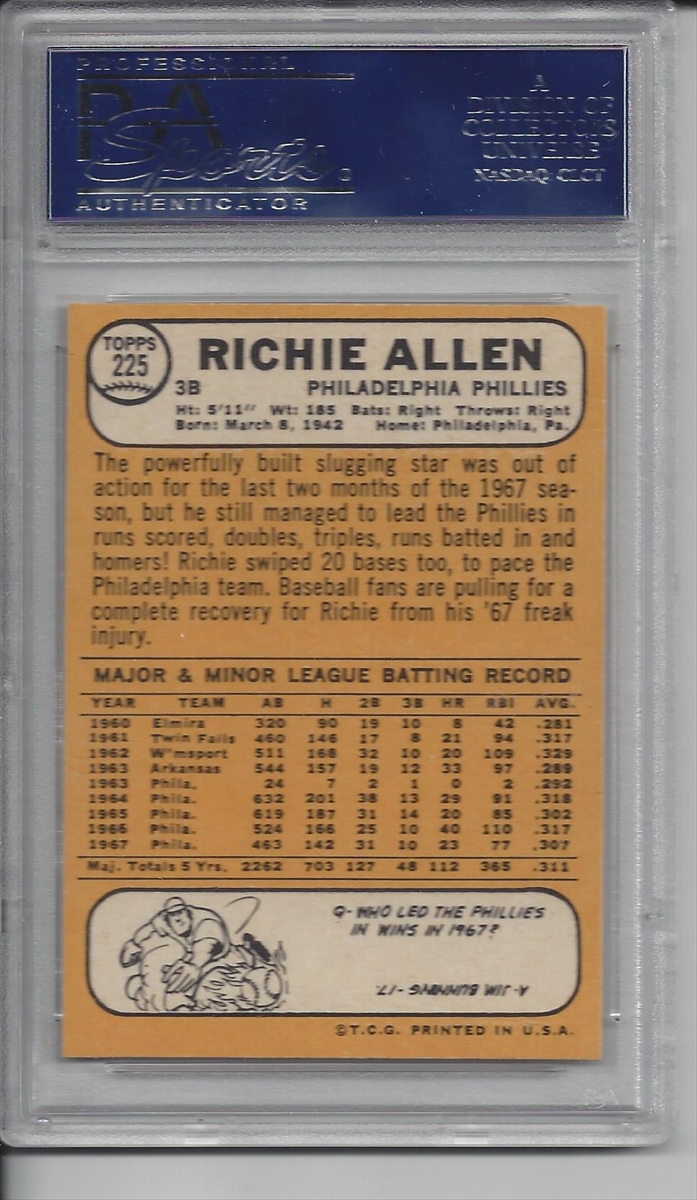 PROFESSIONAL
PSA
Sports®
AUTHENTICATOR
A
DIVISION OF
COLLECTORS
UNIVERSE
NASDAQ: CLCT
TOPPS
225
RICHIE ALLEN
3B PHILADELPHIA PHILLIES
Ht: 5'11" Wt: 185 Bats: Right Throws: Right
Born: March 8, 1942 Home: Philadelphia, Pa.
The powerfully built slugging star was out of
action for the last two months of the 1967 sea-
son, but he still managed to lead the Phillies in
runs scored, doubles, triples, runs batted in and
homers! Richie swiped 20 bases too, to pace the
Philadelphia team. Baseball fans are pulling for a
complete recovery for Richie from his '67 freak
injury.
MAJOR & MINOR LEAGUE BATTING RECORD
YEAR TEAM AB H 2B 3B HR RBI AVG.
1960 Elmira 320 90 19 10 8 42 .281
1961 Twin Falls 460 146 17 8 21 94 .317
1962 W'msport 511 168 32 10 20 109 .329
1963 Arkansas 544 157 19 12 33 97 .289
1963 Phila. 24 7 2 1 0 2 .292
1964 Phila. 632 201 38 13 29 91 .318
1965 Phila. 619 187 31 14 20 85 .302
1966 Phila. 524 166 25 10 40 110 .317
1967 Phila. 463 142 31 10 23 77 .307
Maj. Totals 5 Yrs. 2262 703 127 48 112 365 .311
Q- WHO LED THE PHILLIES
IN WINS IN 1967?
A- JIM BUNNING -17.
©T.C.G. PRINTED IN U.S.A.